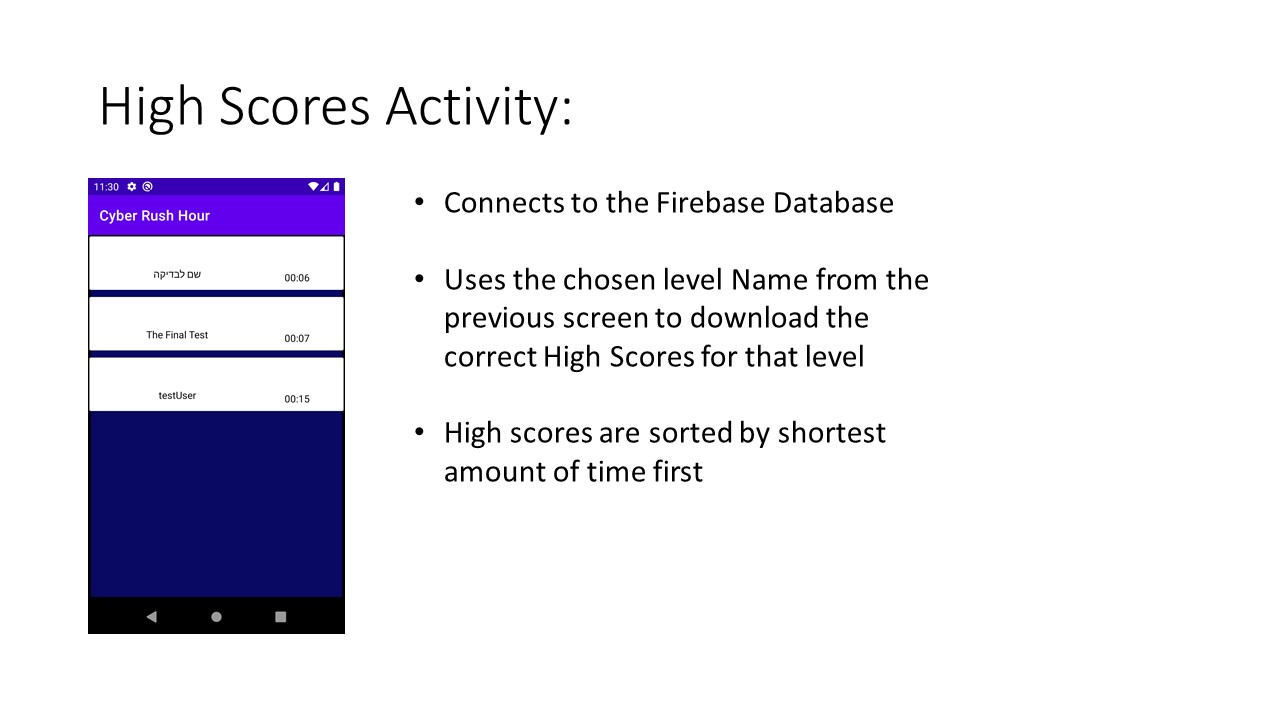 High Scores Activity:
11:30
Cyber Rush Hour
שם לבדיקה
00:06
The Final Test
00:07
testUser
00:15
• Connects to the Firebase Database
• Uses the chosen level Name from the
previous screen to download the
correct High Scores for that level
• High scores are sorted by shortest
amount of time first